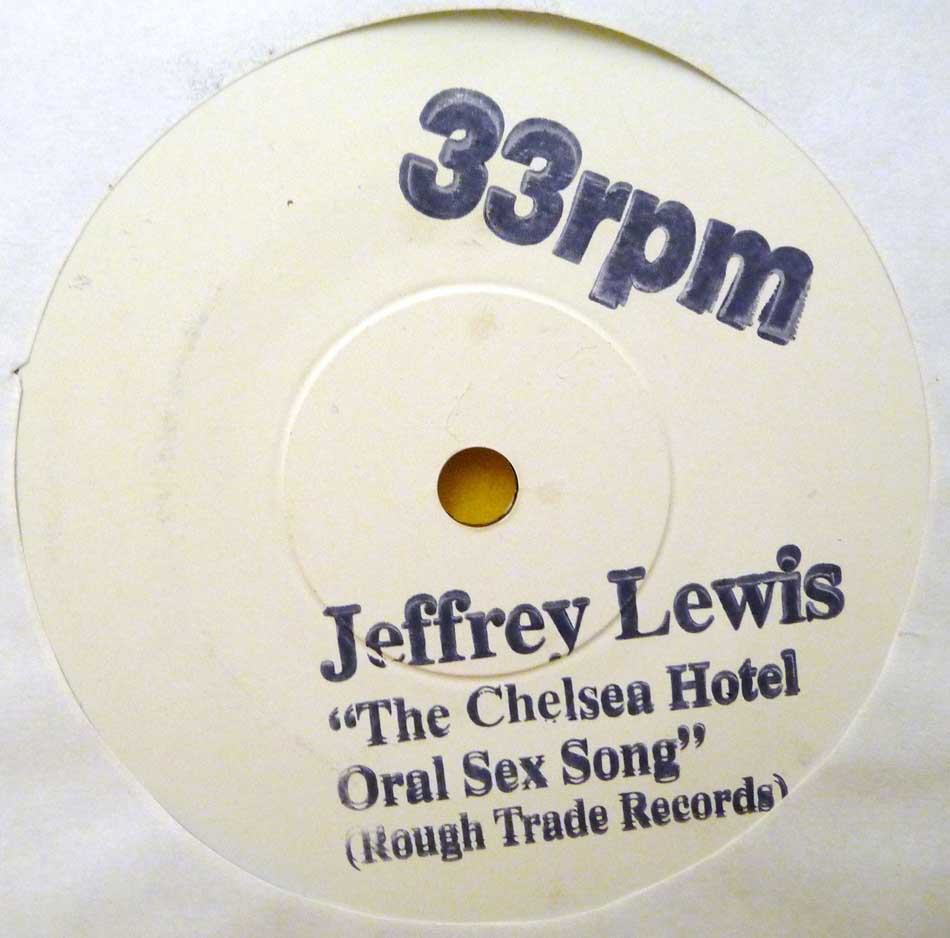 33rpm
Jeffrey Lewis
“The Chelsea Hotel
Oral Sex Song”
(Rough Trade Records)